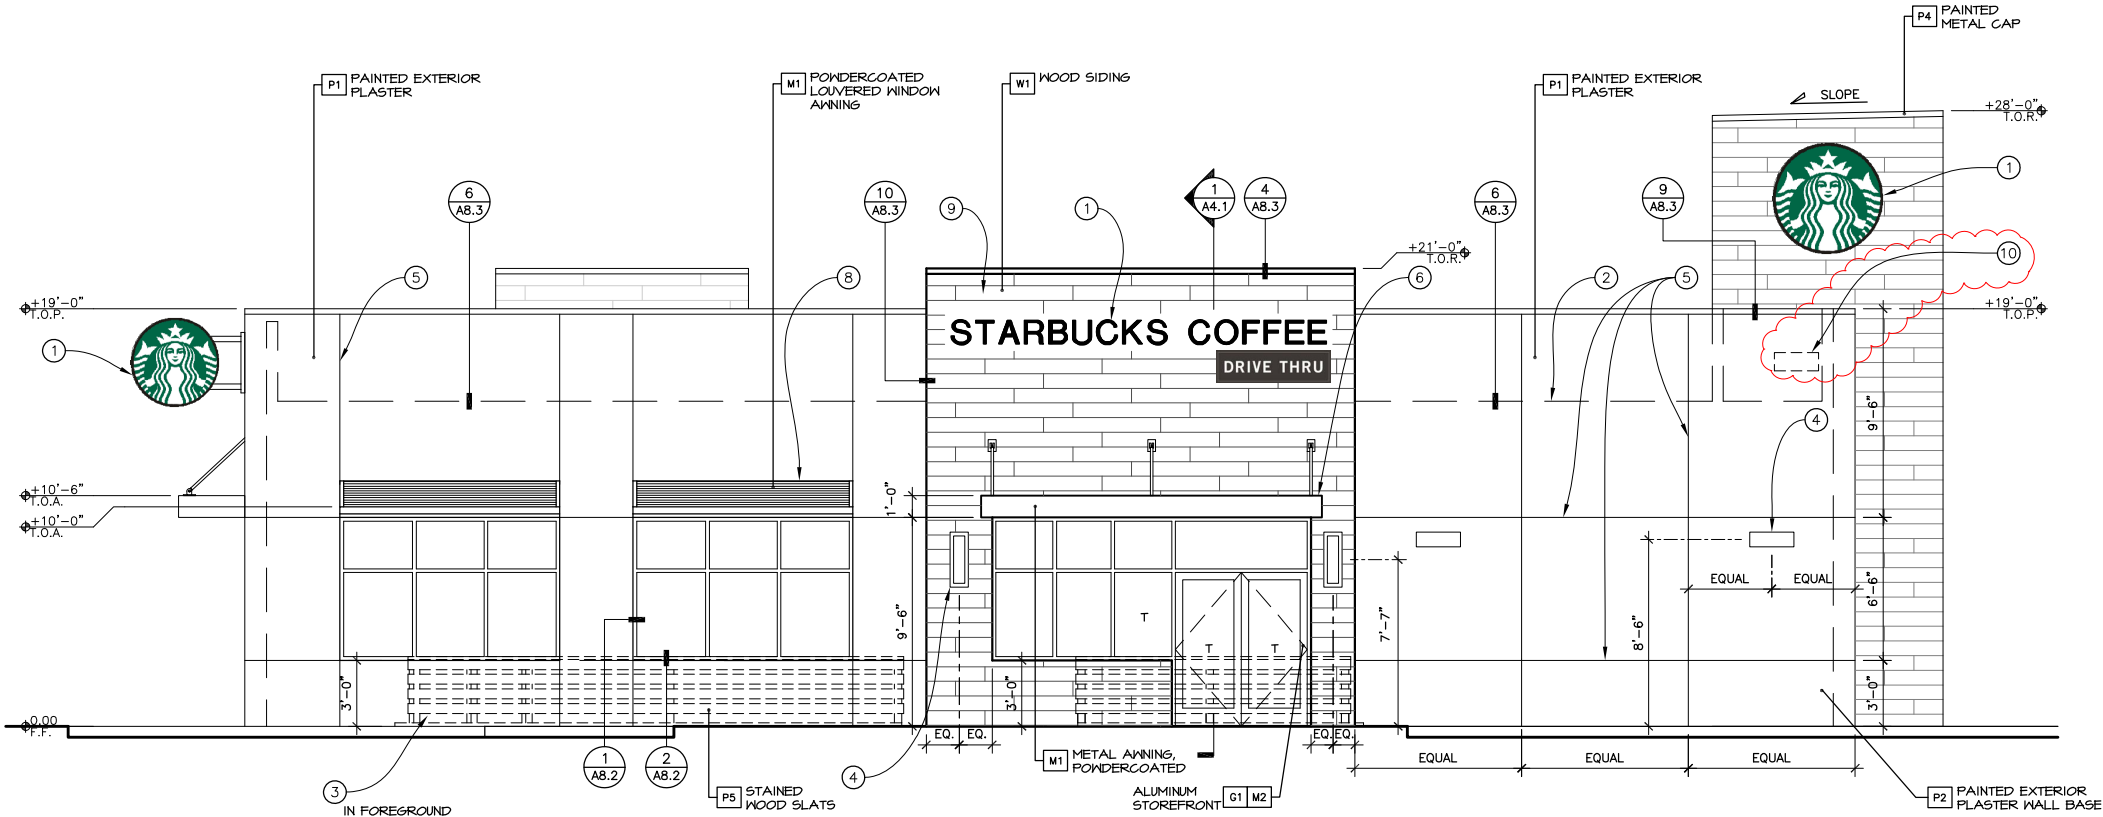 P4 PAINTED
METAL CAP
P1 PAINTED EXTERIOR
PLASTER
M1 POWDERCOATED
LOUVERED WINDOW
AWNING
W1 WOOD SIDING
P1 PAINTED EXTERIOR
PLASTER
SLOPE
+28'-0"
T.O.R.
1
6
A8.3
10
A8.3
9
1
1
A4.1
4
A8.3
6
A8.3
9
A8.3
+21'-0"
T.O.R.
10
5
8
6
2
5
+19'-0"
T.O.P.
+19'-0"
T.O.P.
1
STARBUCKS COFFEE
DRIVE THRU
9'-6"
4
+10'-6"
T.O.A.
+10'-0"
T.O.A.
1'-0"
EQUAL
EQUAL
6'-6"
9'-6"
7'-7"
8'-6"
T
T
T
3'-0"
3'-0"
3'-0"
0.00
F.F.
EQ.
EQ.
EQ.
EQ.
1
A8.2
2
A8.2
4
M1 METAL AWNING,
POWDERCOATED
EQUAL
EQUAL
EQUAL
3
IN FOREGROUND
P5 STAINED
WOOD SLATS
ALUMINUM
STOREFRONT G1 M2
P2 PAINTED EXTERIOR
PLASTER WALL BASE